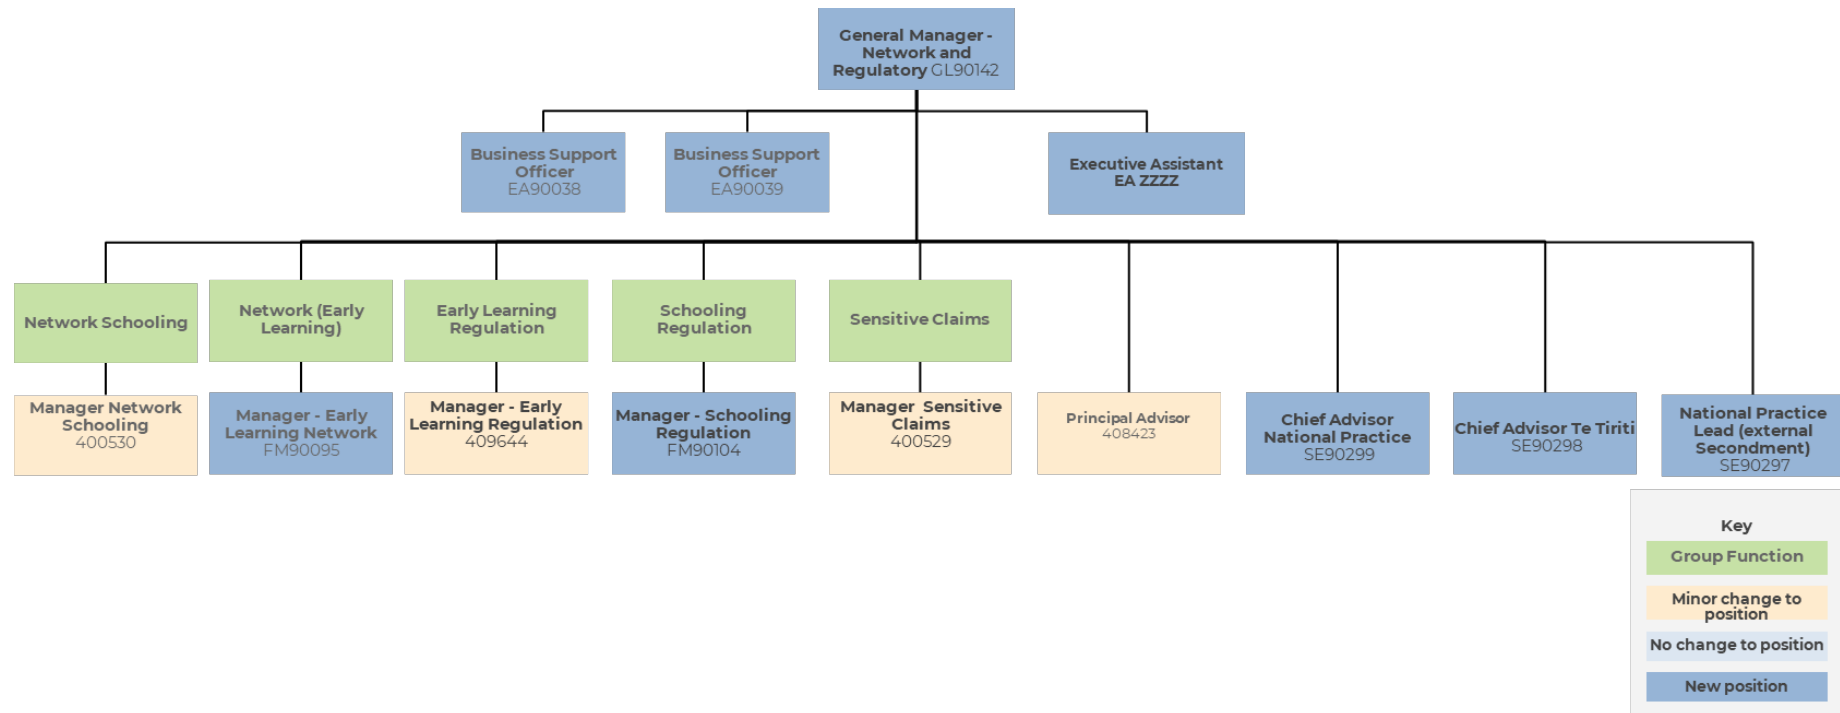 General Manager -
Network and
Regulatory GL90142
Business Support
Officer
EA90038
Business Support
Officer
EA90039
Executive Assistant
EA ZZZZ
Network Schooling
Network (Early
Learning)
Early Learning
Regulation
Schooling
Regulation
Sensitive Claims
Manager Network
Schooling
400530
Manager - Early
Learning Network
FM90095
Manager - Early
Learning Regulation
409644
Manager - Schooling
Regulation
FM90104
Manager  Sensitive
Claims
400529
Principal Advisor
408423
Chief Advisor
National Practice
SE90299
Chief Advisor Te Tiriti
SE90298
National Practice
Lead (external
Secondment)
SE90297
Key
Group Function
Minor change to
position
No change to position
New position